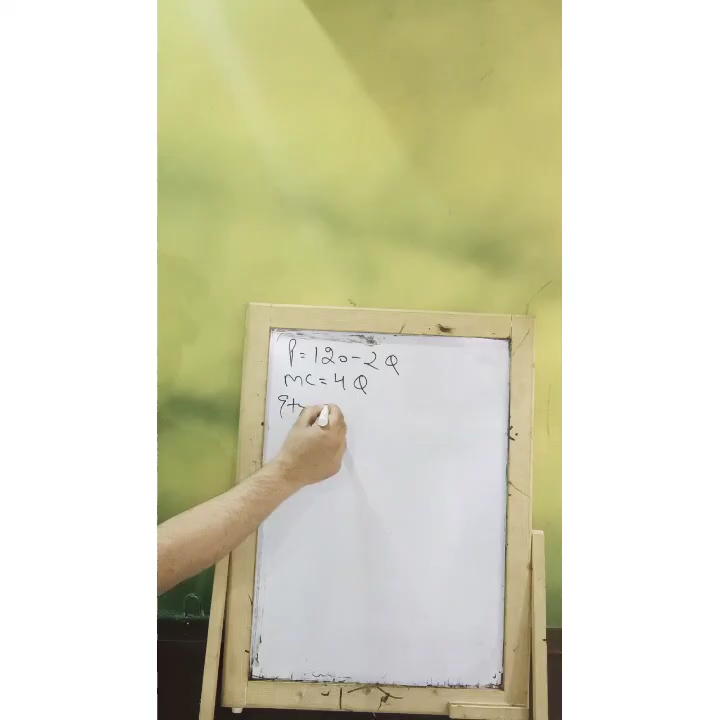 P = 120 - 2Q
MC = 4Q